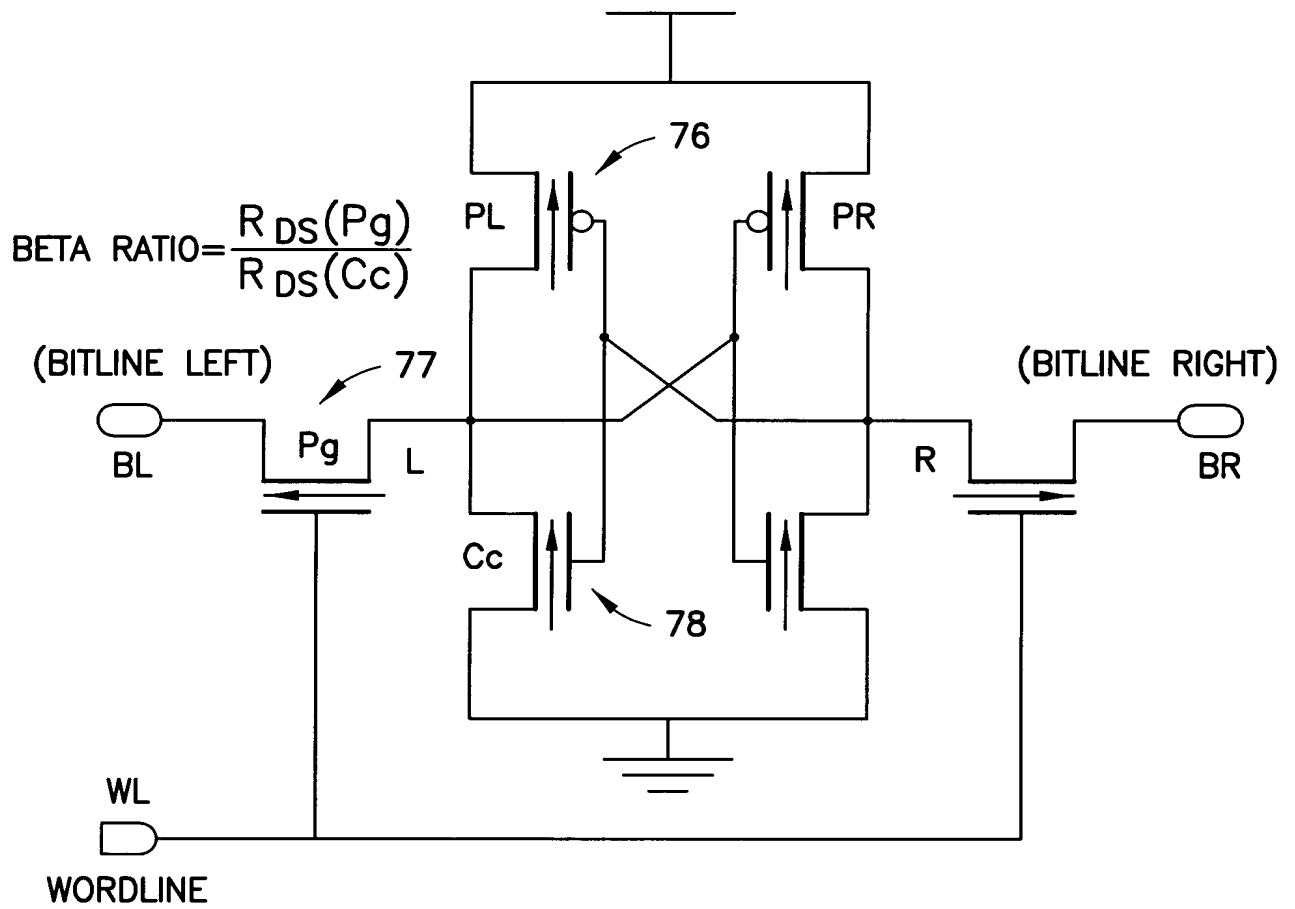 76
PL
PR
BETA RATIO= R DS(Pg)
R DS(Cc)
(BITLINE LEFT)
77
(BITLINE RIGHT)
Pg
L
R
BL
BR
Cc
78
WL
WORDLINE